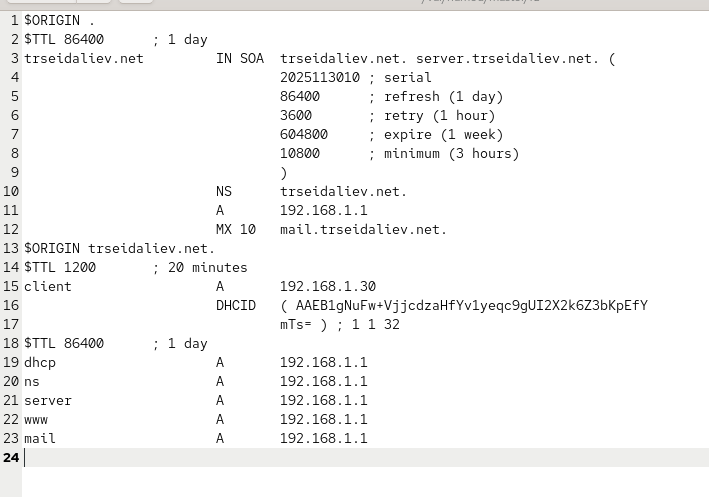 1 $ORIGIN .
2 $TTL 86400      ; 1 day
3 trseidaliev.net         IN SOA  trseidaliev.net. server.trseidaliev.net. (
4                                 2025113010 ; serial
5                                 86400      ; refresh (1 day)
6                                 3600       ; retry (1 hour)
7                                 604800     ; expire (1 week)
8                                 10800      ; minimum (3 hours)
9                                 )
10                         NS      trseidaliev.net.
11                         A       192.168.1.1
12                         MX 10   mail.trseidaliev.net.
13 $ORIGIN trseidaliev.net.
14 $TTL 1200       ; 20 minutes
15 client                  A       192.168.1.30
16                         DHCID   ( AAEB1gNuFw+VjjcdzaHfYv1yeqc9gUI2X2k6Z3bKpEfY
17                                 mTs= ) ; 1 1 32
18 $TTL 86400      ; 1 day
19 dhcp                    A       192.168.1.1
20 ns                      A       192.168.1.1
21 server                  A       192.168.1.1
22 www                     A       192.168.1.1
23 mail                    A       192.168.1.1
24